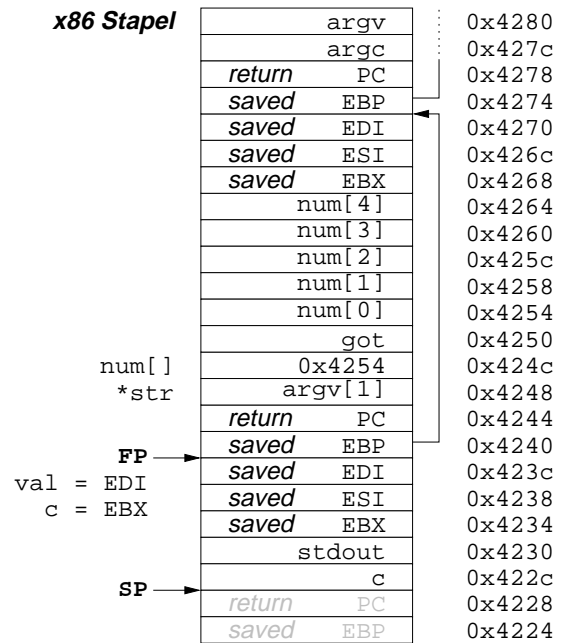 x86 Stapel argv 0x4280
argc 0x427c
return PC 0x4278
saved EBP 0x4274
saved EDI 0x4270
saved ESI 0x426c
saved EBX 0x4268
num[4] 0x4264
num[3] 0x4260
num[2] 0x425c
num[1] 0x4258
num[0] 0x4254
got 0x4250
num[] 0x4254 0x424c
*str argv[1] 0x4248
return PC 0x4244
saved EBP 0x4240
FP
saved EDI 0x423c
val = EDI
saved ESI 0x4238
c = EBX
saved EBX 0x4234
stdout 0x4230
c 0x422c
SP
return PC 0x4228
saved EBP 0x4224